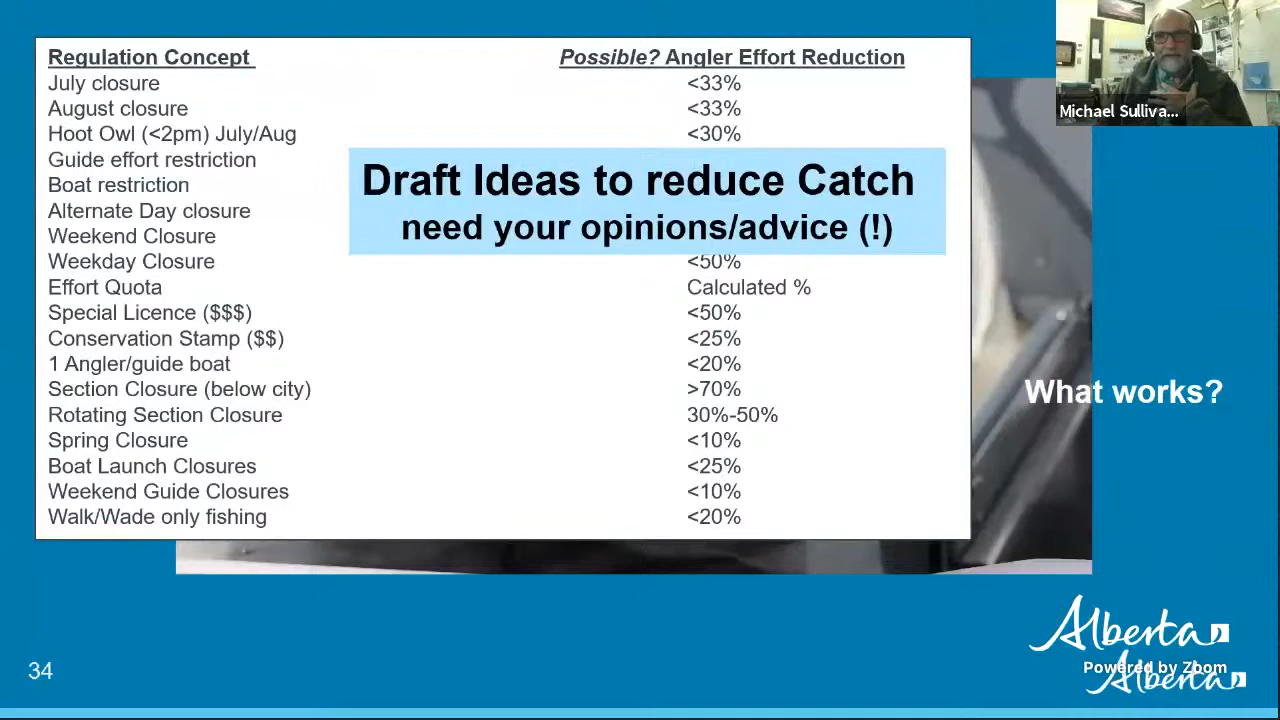 Regulation Concept Possible? Angler Effort Reduction
July closure <33%
August closure <33%
Hoot Owl (<2pm) July/Aug <30%
Guide effort restriction
Boat restriction
Alternate Day closure
Weekend Closure
Draft Ideas to reduce Catch
need your opinions/advice (!)
Weekday Closure <50%
Effort Quota Calculated %
Special Licence ($$$) <50%
Conservation Stamp ($$) <25%
1 Angler/guide boat <20%
Section Closure (below city) >70%
Rotating Section Closure 30%-50%
Spring Closure <10%
Boat Launch Closures <25%
Weekend Guide Closures <10%
Walk/Wade only fishing <20%
Alberta
Michael Sulliva...
What works?
Alberta
Powered by Zoom
Alberta
34